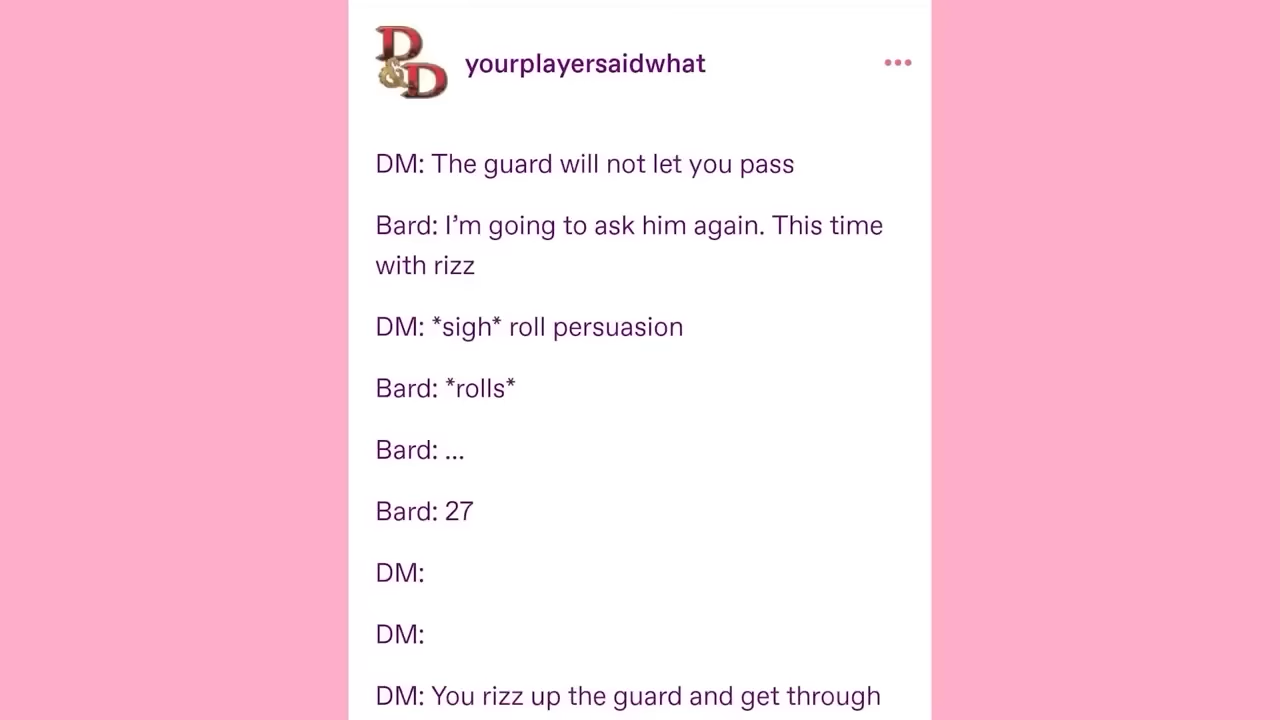 D&D
yourplayersaidwhat
DM: The guard will not let you pass
Bard: I’m going to ask him again. This time
with rizz
DM: *sigh* roll persuasion
Bard: *rolls*
Bard: ...
Bard: 27
DM:
DM:
DM: You rizz up the guard and get through